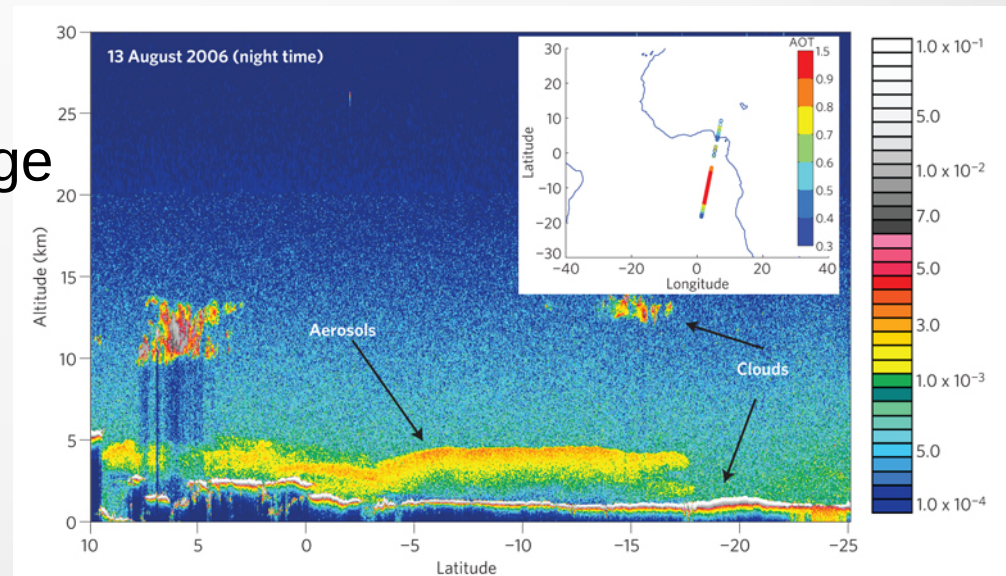 ge
13 August 2006 (night time)
30
25
20
15
10
5
0
Altitude (km)
10 5 0 −5 −10 −15 −20 −25
Latitude
Aerosols
Clouds
AOT
1.5
0.9
0.8
0.7
0.6
0.5
0.4
0.3
30
20
10
0
−10
−20
−30
Latitude
−40 −20 0 20 40
Longitude
1.0 x 10⁻¹
5.0
1.0 x 10⁻²
7.0
5.0
3.0
1.0 x 10⁻³
5.0
1.0 x 10⁻⁴